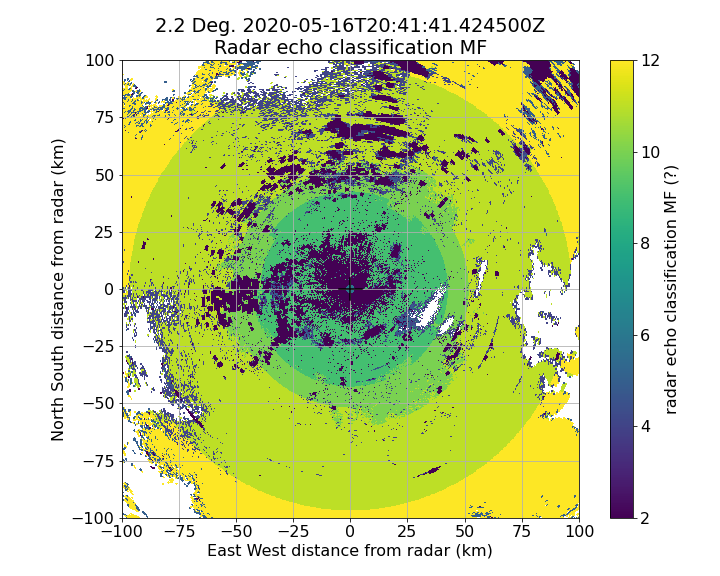 2.2 Deg. 2020-05-16T20:41:41.424500Z
Radar echo classification MF
100
75
50
25
0
−25
−50
−75
−100
North South distance from radar (km)
−100 −75 −50 −25 0 25 50 75 100
East West distance from radar (km)
12
10
8
6
4
2
radar echo classification MF (?)